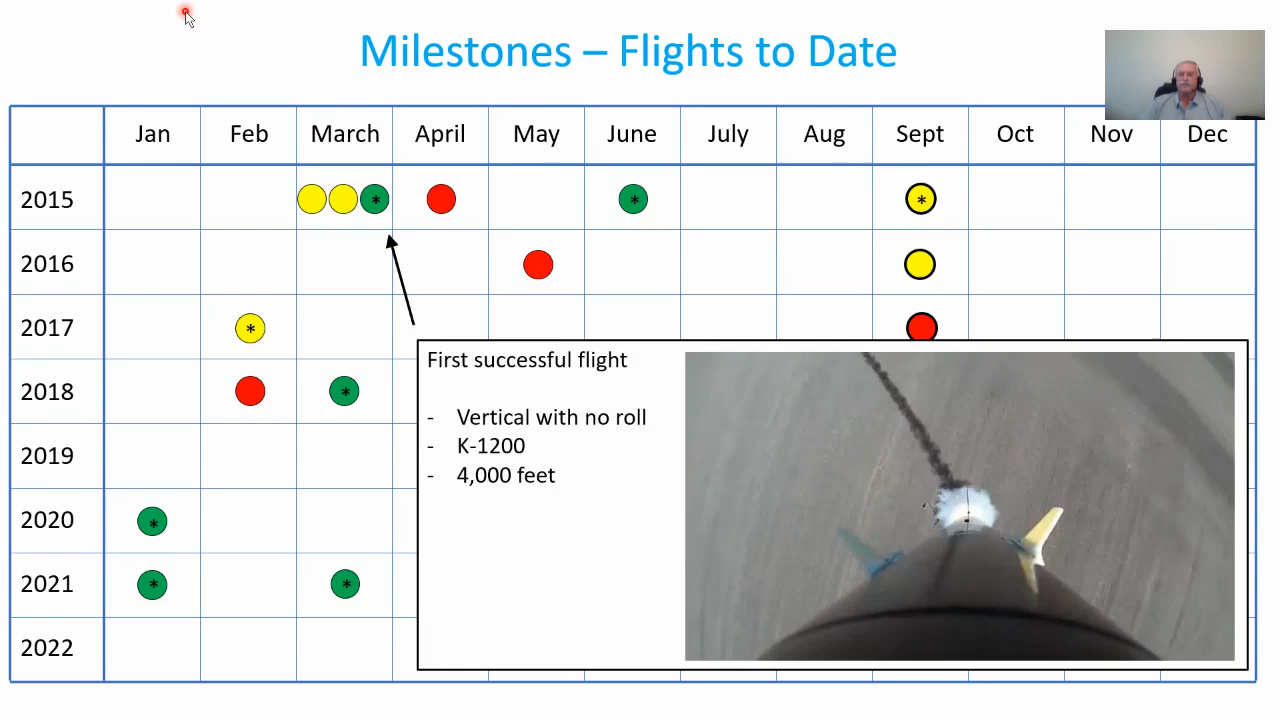 Milestones – Flights to Date
Jan Feb March April May June July Aug Sept Oct Nov Dec
2015 * * *
2016
2017 *
2018 *
2019
2020 *
2021 * *
2022
First successful flight
- Vertical with no roll
- K-1200
- 4,000 feet